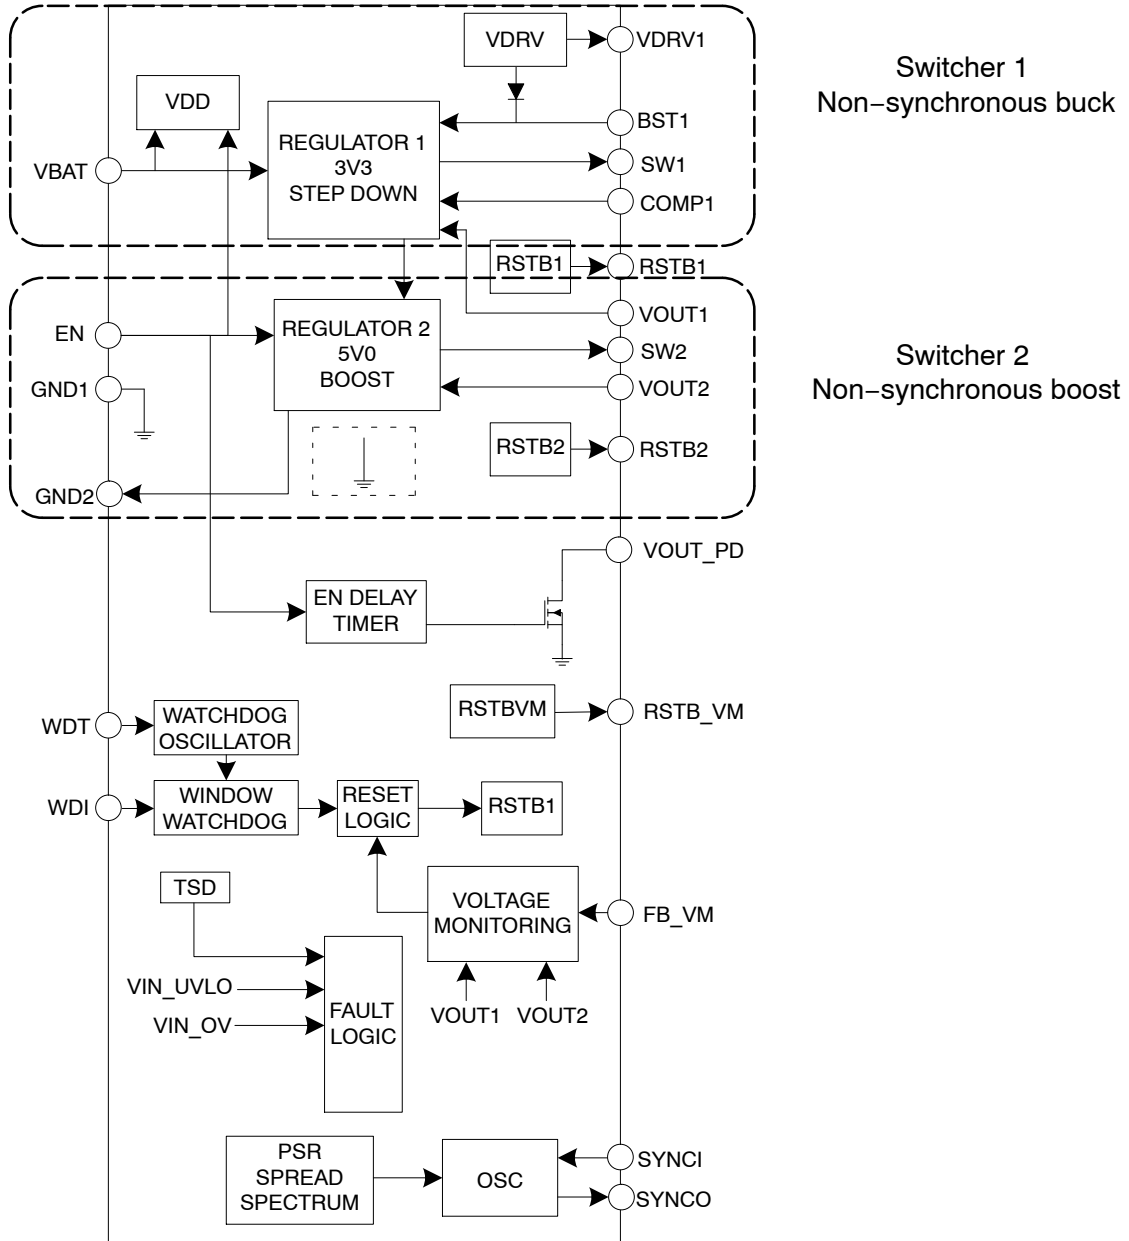 VDRV
VDRV1
Switcher 1
Non−synchronous buck
VDD
BST1
REGULATOR 1
3V3
STEP DOWN
VBAT
SW1
COMP1
RSTB1
RSTB1
VOUT1
EN
REGULATOR 2
5V0
BOOST
SW2
Switcher 2
Non−synchronous boost
GND1
VOUT2
RSTB2
RSTB2
GND2
VOUT_PD
EN DELAY
TIMER
RSTBVM
RSTB_VM
WDT
WATCHDOG
OSCILLATOR
WDI
WINDOW
WATCHDOG
RESET
LOGIC
RSTB1
TSD
VOLTAGE
MONITORING
FB_VM
VIN_UVLO
VIN_OV
FAULT
LOGIC
VOUT1
VOUT2
PSR
SPREAD
SPECTRUM
OSC
SYNCI
SYNCO